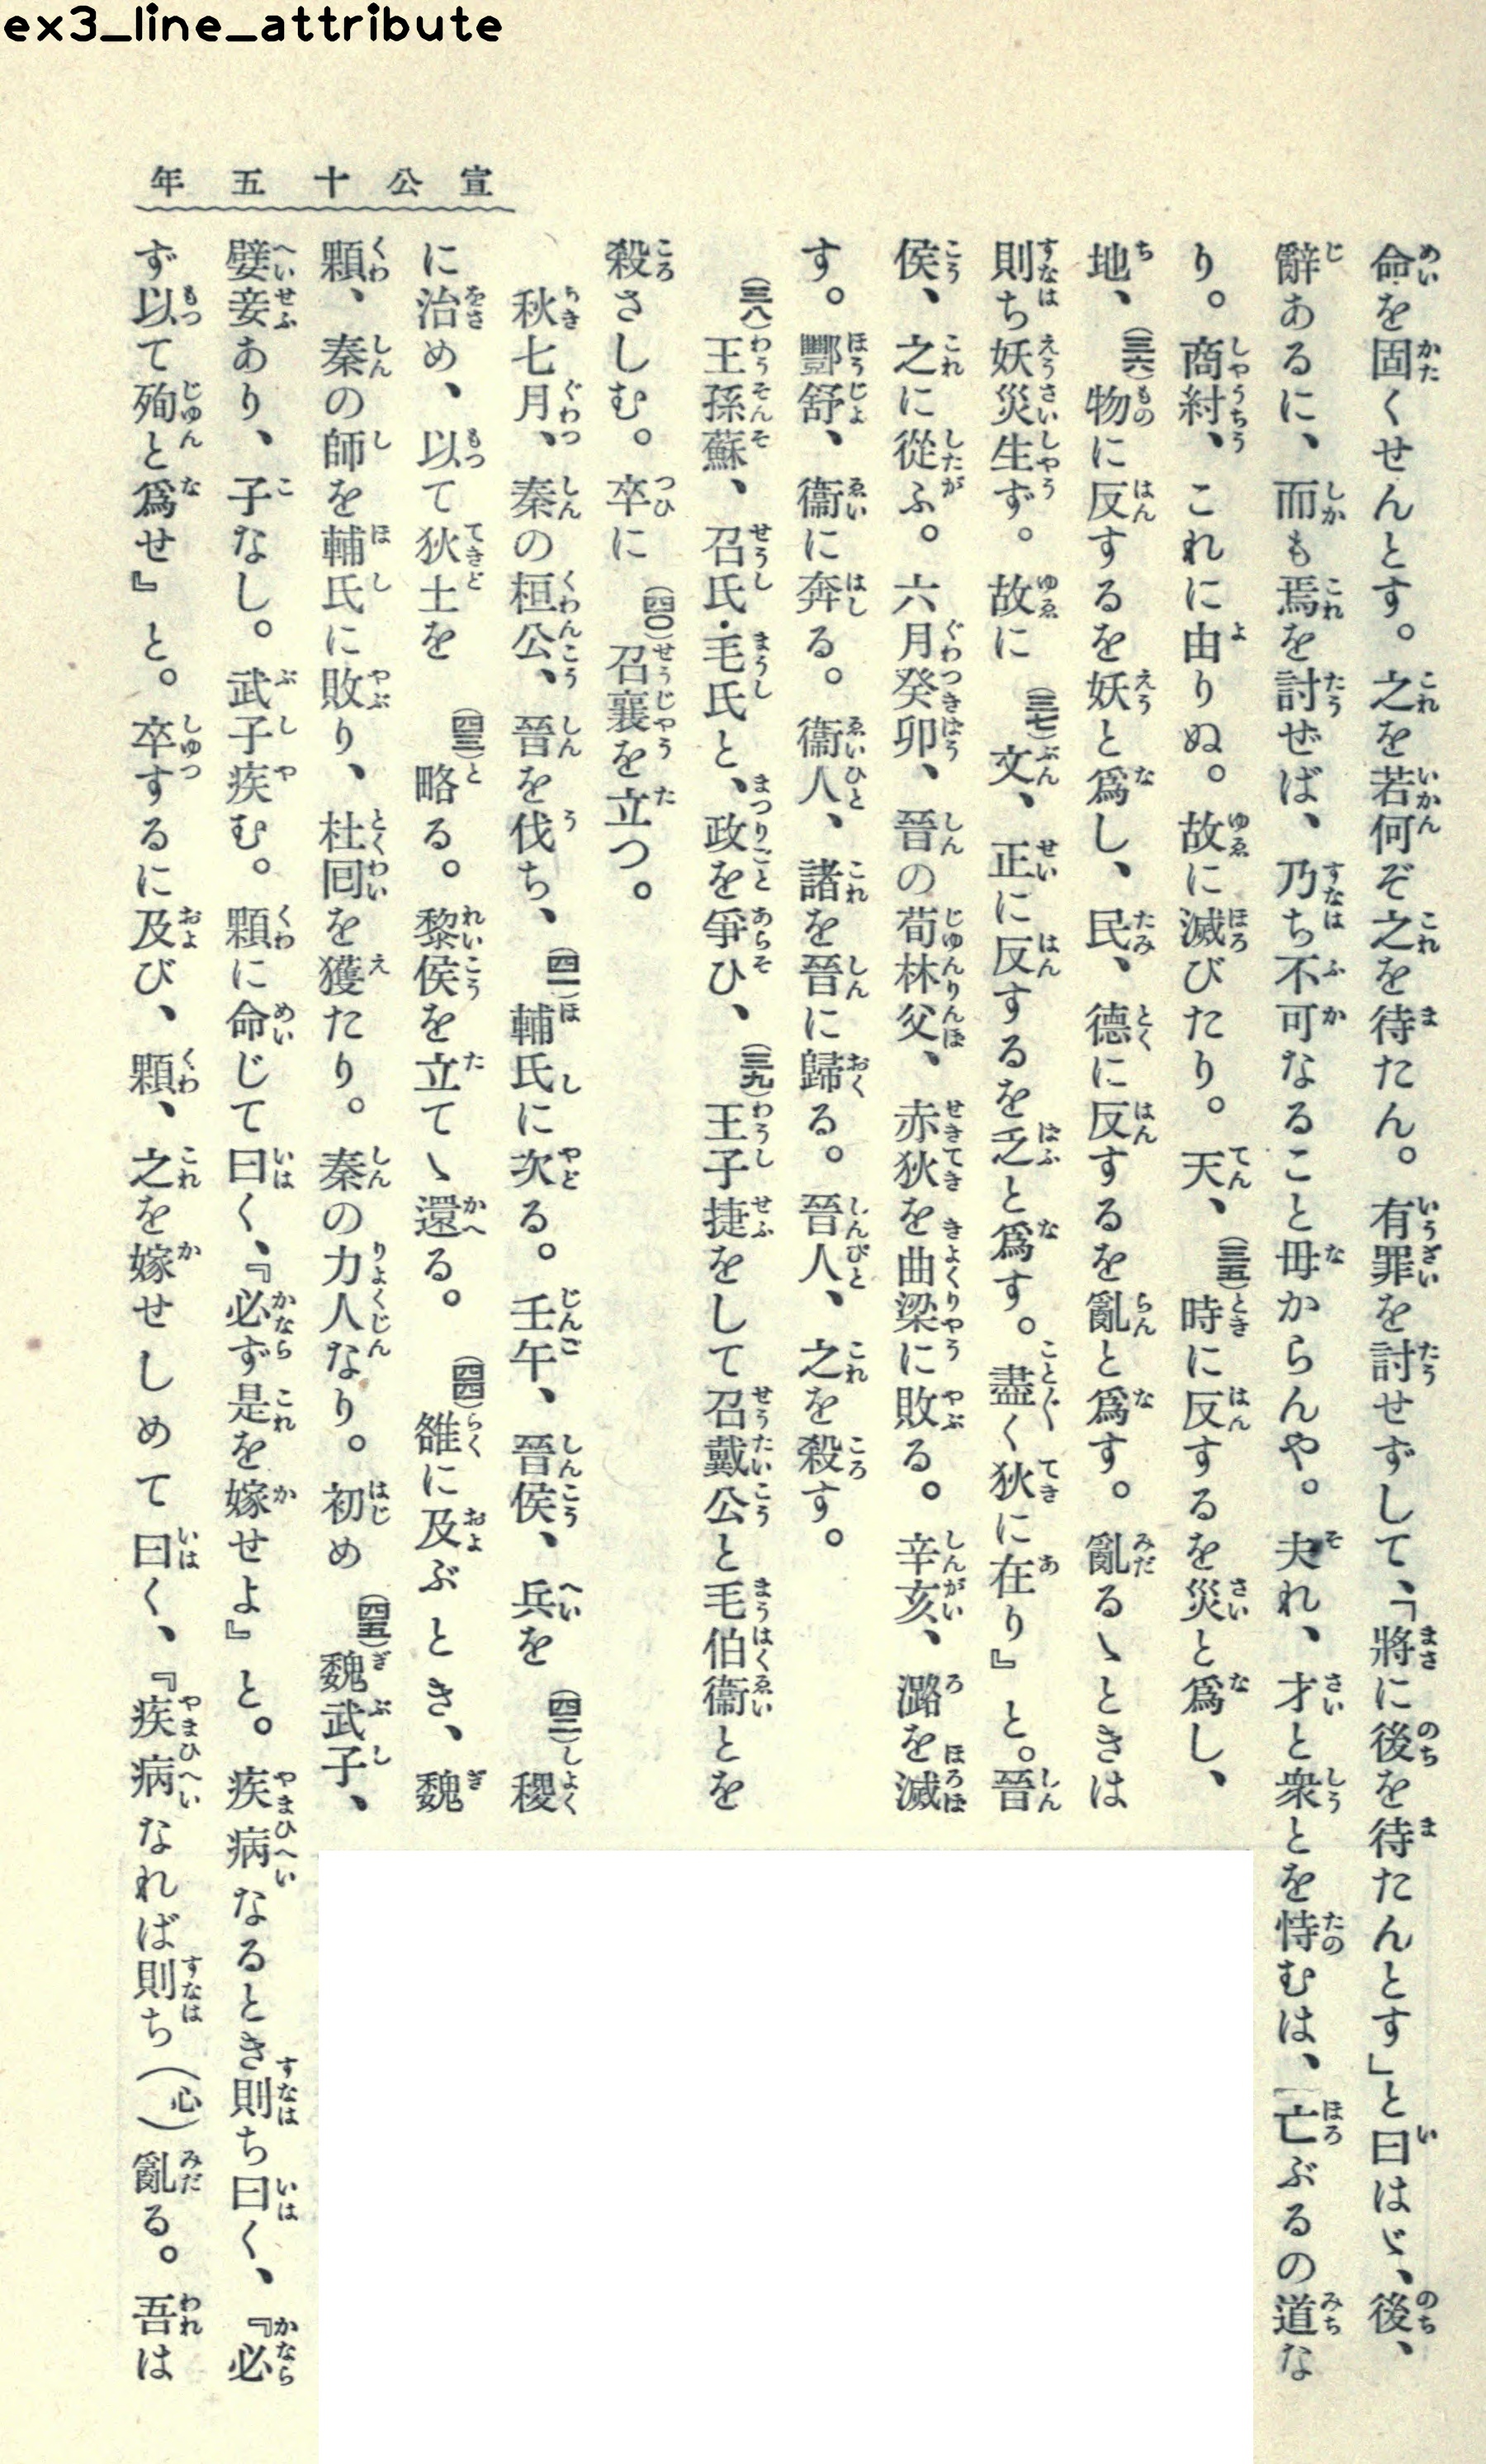 ex3_line_attribute
宣公十五年
命を固くせんとす。之を若何ぞ之を待たん。有罪を討せずして、「將に後を待たんとす」と曰はゞ、後、
辭あるに、而も焉を討ぜば、乃ち不可なること毋からんや。夫れ、才と衆とを恃むは、亡ぶるの道な
り。商紂、これに由りぬ。故に滅びたり。天、(三五)時に反するを災と爲し、
地、(三六)物に反するを妖と爲し、民、德に反するを亂と爲す。亂るゝときは
則ち妖災生ず。故に(三七)文、正に反するを乏と爲す。盡く狄に在り』と。晉
侯、之に從ふ。六月癸卯、晉の荀林父、赤狄を曲梁に敗る。辛亥、潞を滅
す。酆舒、衞に奔る。衞人、諸を晉に歸る。晉人、之を殺す。
(三八)王孫蘇、召氏・毛氏と、政を爭ひ、(三九)王子捷をして召戴公と毛伯衞とを
殺さしむ。卒に(四〇)召襄を立つ。
秋七月、秦の桓公、晉を伐ち、(四一)輔氏に次る。壬午、晉侯、兵を(四二)稷
に治め、以て狄土を(四三)略る。黎侯を立てゝ還る。(四四)雒に及ぶとき、魏
顆、秦の師を輔氏に敗り、杜回を獲たり。秦の力人なり。初め(四五)魏武子、
嬖妾あり、子なし。武子疾む。顆に命じて曰く、『必ず是を嫁せよ』と。疾病なるとき則ち曰く、『必
ず以て殉と爲せ』と。卒するに及び、顆、之を嫁せしめて曰く、『疾病なれば則ち(心)亂る。吾は